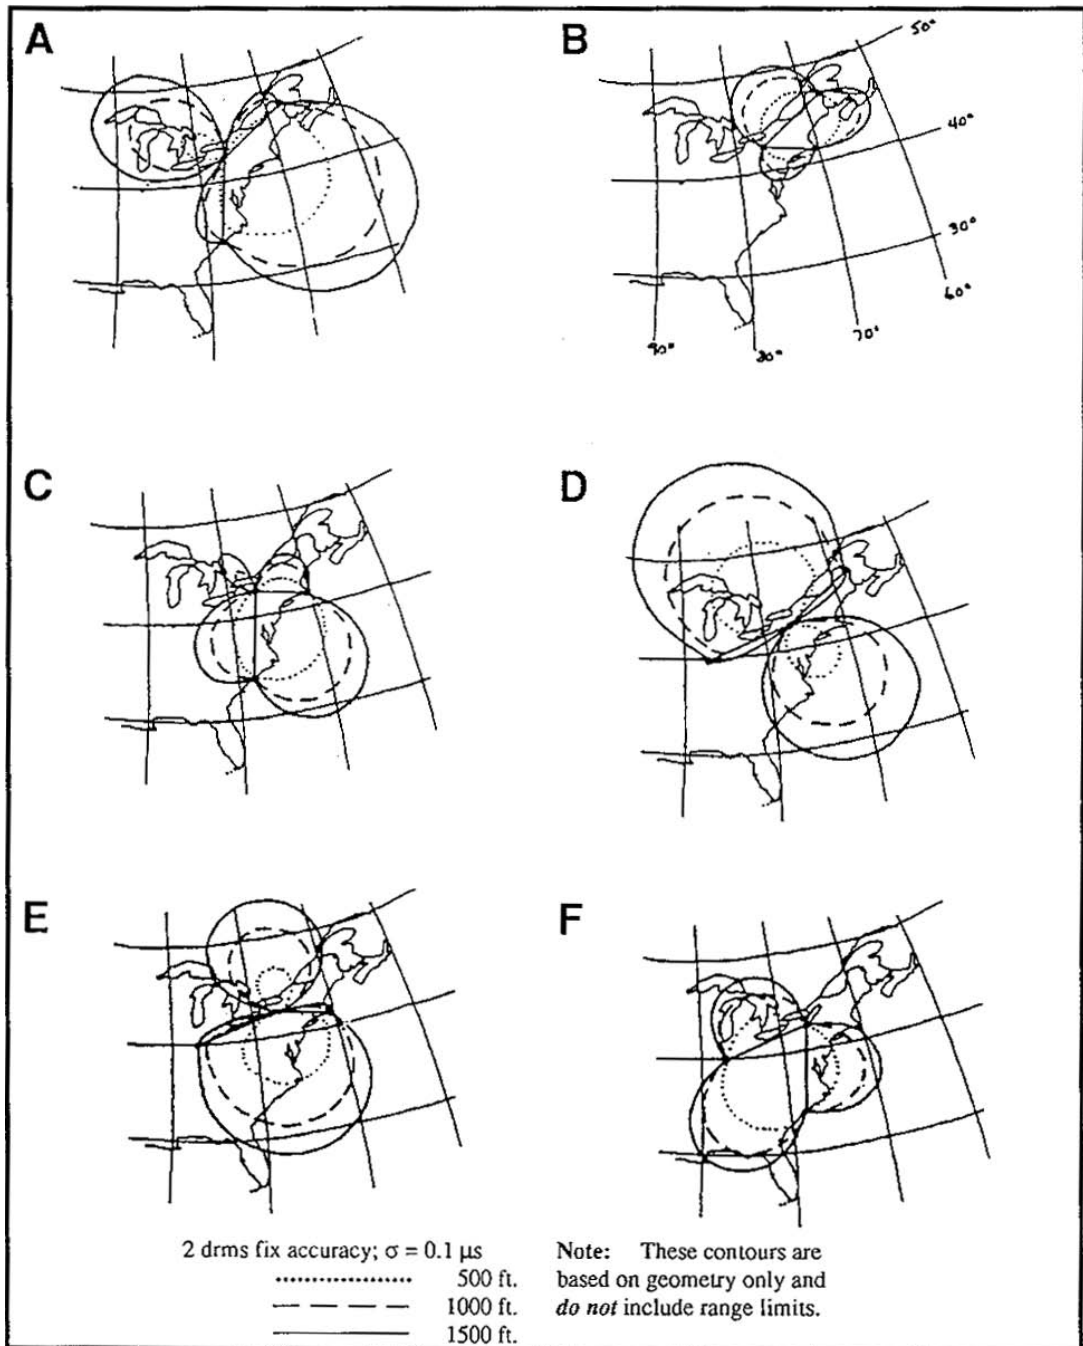 A
B
50°
40°
30°
60°
70°
80°
90°
C
D
E
F
2 drms fix accuracy; σ = 0.1 μs
500 ft.
1000 ft.
1500 ft.
Note: These contours are
based on geometry only and
do not include range limits.